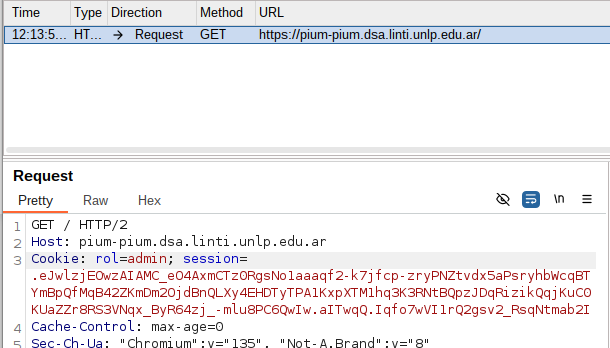 Time Type Direction Method URL
12:13:5... HT... → Request GET https://pium-pium.dsa.linti.unlp.edu.ar/
Request
Pretty Raw Hex
\n
1 GET / HTTP/2
2 Host: pium-pium.dsa.linti.unlp.edu.ar
3 Cookie: rol=admin; session=
.eJwlzjEOwzAIAMC_eO4AxmCTz0RgsNo1aaaqf2-k7jfcp-zryPNZtvdx5aPsryhbWcqBT
YmBpQfMqB42ZKmDm2OjdBnQLXy4EHDTyTPA1KxpXTM1hq3K3RNtBQpzJDqRizikQqjKuCO
KUaZZr8RS3VNqx_ByR64zj_-mlu8PC6QwIw.aITwqQ.Iqfo7wVI1rQ2gsv2_RsqNtmab2I
4 Cache-Control: max-age=0
5 Sec-Ch-Ua: "Chromium";v="135", "Not-A.Brand";v="8"